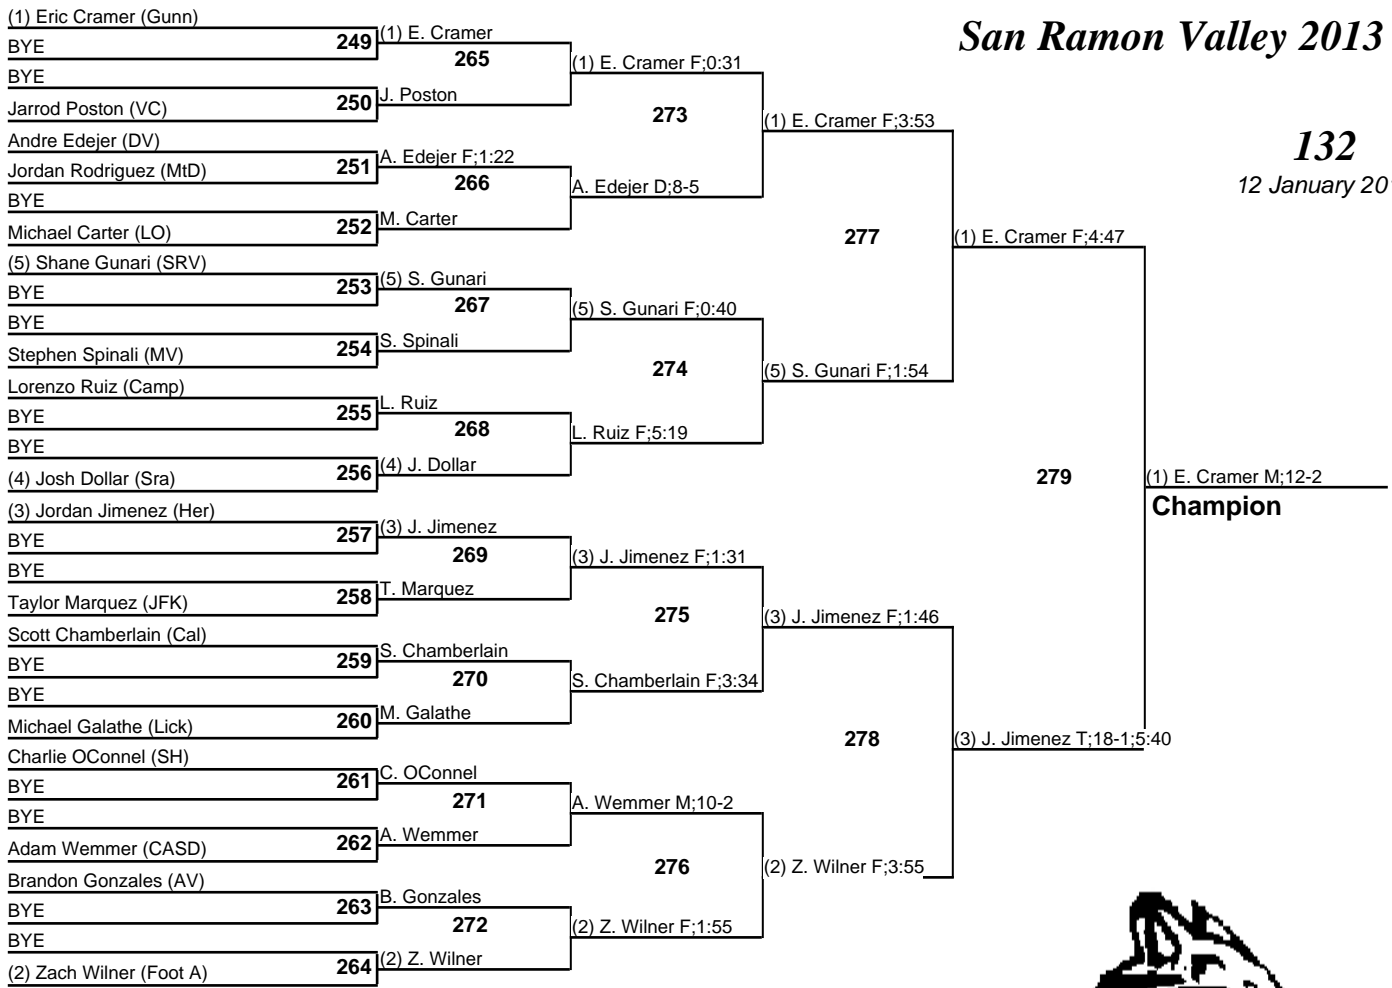 San Ramon Valley 2013
132
12 January 20
(1) Eric Cramer (Gunn)
BYE
249
BYE
Jarrod Poston (VC)
250
Andre Edejer (DV)
Jordan Rodriguez (MtD)
251
BYE
Michael Carter (LO)
252
(5) Shane Gunari (SRV)
BYE
253
BYE
Stephen Spinali (MV)
254
Lorenzo Ruiz (Camp)
BYE
255
BYE
(4) Josh Dollar (Sra)
256
(3) Jordan Jimenez (Her)
BYE
257
BYE
Taylor Marquez (JFK)
258
Scott Chamberlain (Cal)
BYE
259
BYE
Michael Galathe (Lick)
260
Charlie OConnel (SH)
BYE
261
BYE
Adam Wemmer (CASD)
262
Brandon Gonzales (AV)
BYE
263
BYE
(2) Zach Wilner (Foot A)
264
(1) E. Cramer
265
J. Poston
A. Edejer F;1:22
266
M. Carter
(5) S. Gunari
267
S. Spinali
L. Ruiz
268
(4) J. Dollar
(3) J. Jimenez
269
T. Marquez
S. Chamberlain
270
M. Galathe
C. OConnel
271
A. Wemmer
B. Gonzales
272
(2) Z. Wilner
(1) E. Cramer F;0:31
273
A. Edejer D;8-5
(5) S. Gunari F;0:40
274
L. Ruiz F;5:19
(3) J. Jimenez F;1:31
275
S. Chamberlain F;3:34
A. Wemmer M;10-2
276
(2) Z. Wilner F;1:55
(1) E. Cramer F;3:53
277
(5) S. Gunari F;1:54
(3) J. Jimenez F;1:46
278
(2) Z. Wilner F;3:55
(1) E. Cramer F;4:47
279
(3) J. Jimenez T;18-1;5:40
(1) E. Cramer M;12-2
Champion